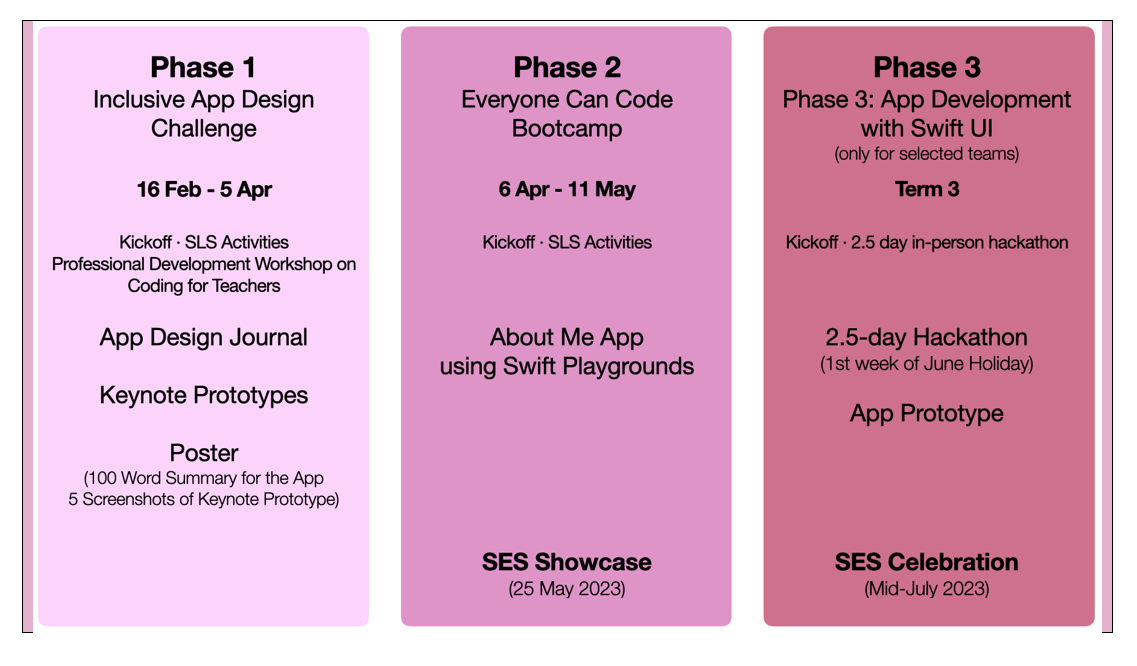 Phase 1
Inclusive App Design
Challenge
16 Feb - 5 Apr
Kickoff · SLS Activities
Professional Development Workshop on
Coding for Teachers
App Design Journal
Keynote Prototypes
Poster
(100 Word Summary for the App
5 Screenshots of Keynote Prototype)
Phase 2
Everyone Can Code
Bootcamp
6 Apr - 11 May
Kickoff · SLS Activities
About Me App
using Swift Playgrounds
SES Showcase
(25 May 2023)
Phase 3
Phase 3: App Development
with Swift UI
(only for selected teams)
Term 3
Kickoff · 2.5 day in-person hackathon
2.5-day Hackathon
(1st week of June Holiday)
App Prototype
SES Celebration
(Mid-July 2023)